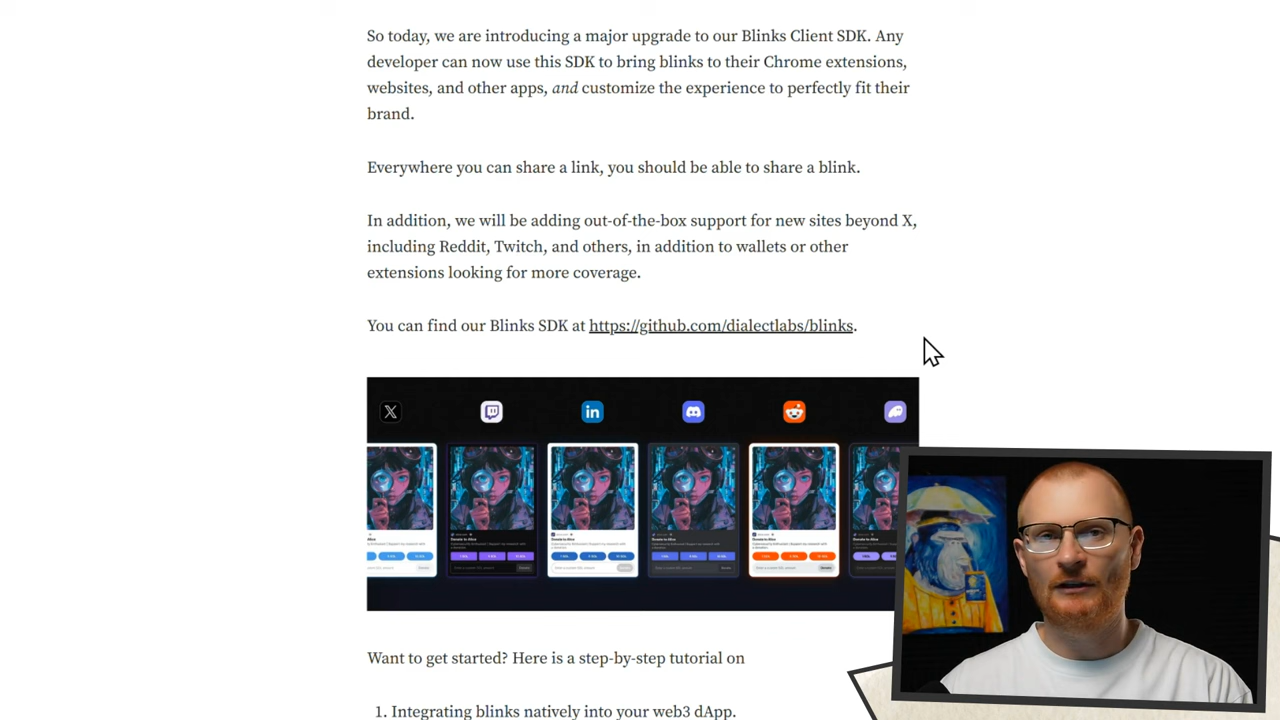 So today, we are introducing a major upgrade to our Blinks Client SDK. Any
developer can now use this SDK to bring blinks to their Chrome extensions,
websites, and other apps, and customize the experience to perfectly fit their
brand.
Everywhere you can share a link, you should be able to share a blink.
In addition, we will be adding out-of-the-box support for new sites beyond X,
including Reddit, Twitch, and others, in addition to wallets or other
extensions looking for more coverage.
You can find our Blinks SDK at https://github.com/dialectlabs/blinks.
in
Want to get started? Here is a step-by-step tutorial on
1. Integrating blinks natively into your web3 dApp.